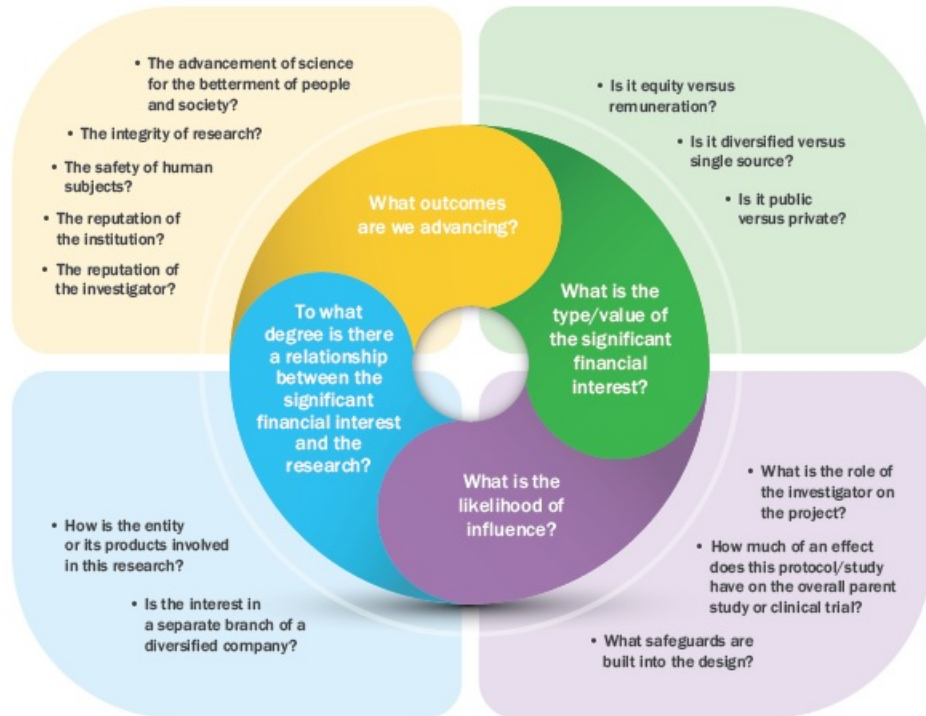 • The advancement of science
for the betterment of people
and society?
• The integrity of research?
• The safety of human
subjects?
• The reputation of
the institution?
• The reputation of
the investigator?
What outcomes
are we advancing?
• Is it equity versus
remuneration?
• Is it diversified versus
single source?
• Is it public
versus private?
What is the
type/value of
the significant
financial
interest?
To what
degree is there
a relationship
between the
significant
financial interest
and the
research?
• How is the entity
or its products involved
in this research?
• Is the interest in
a separate branch of a
diversified company?
What is the
likelihood of
influence?
• What is the role of
the investigator on
the project?
• How much of an effect
does this protocol/study
have on the overall parent
study or clinical trial?
• What safeguards are
built into the design?